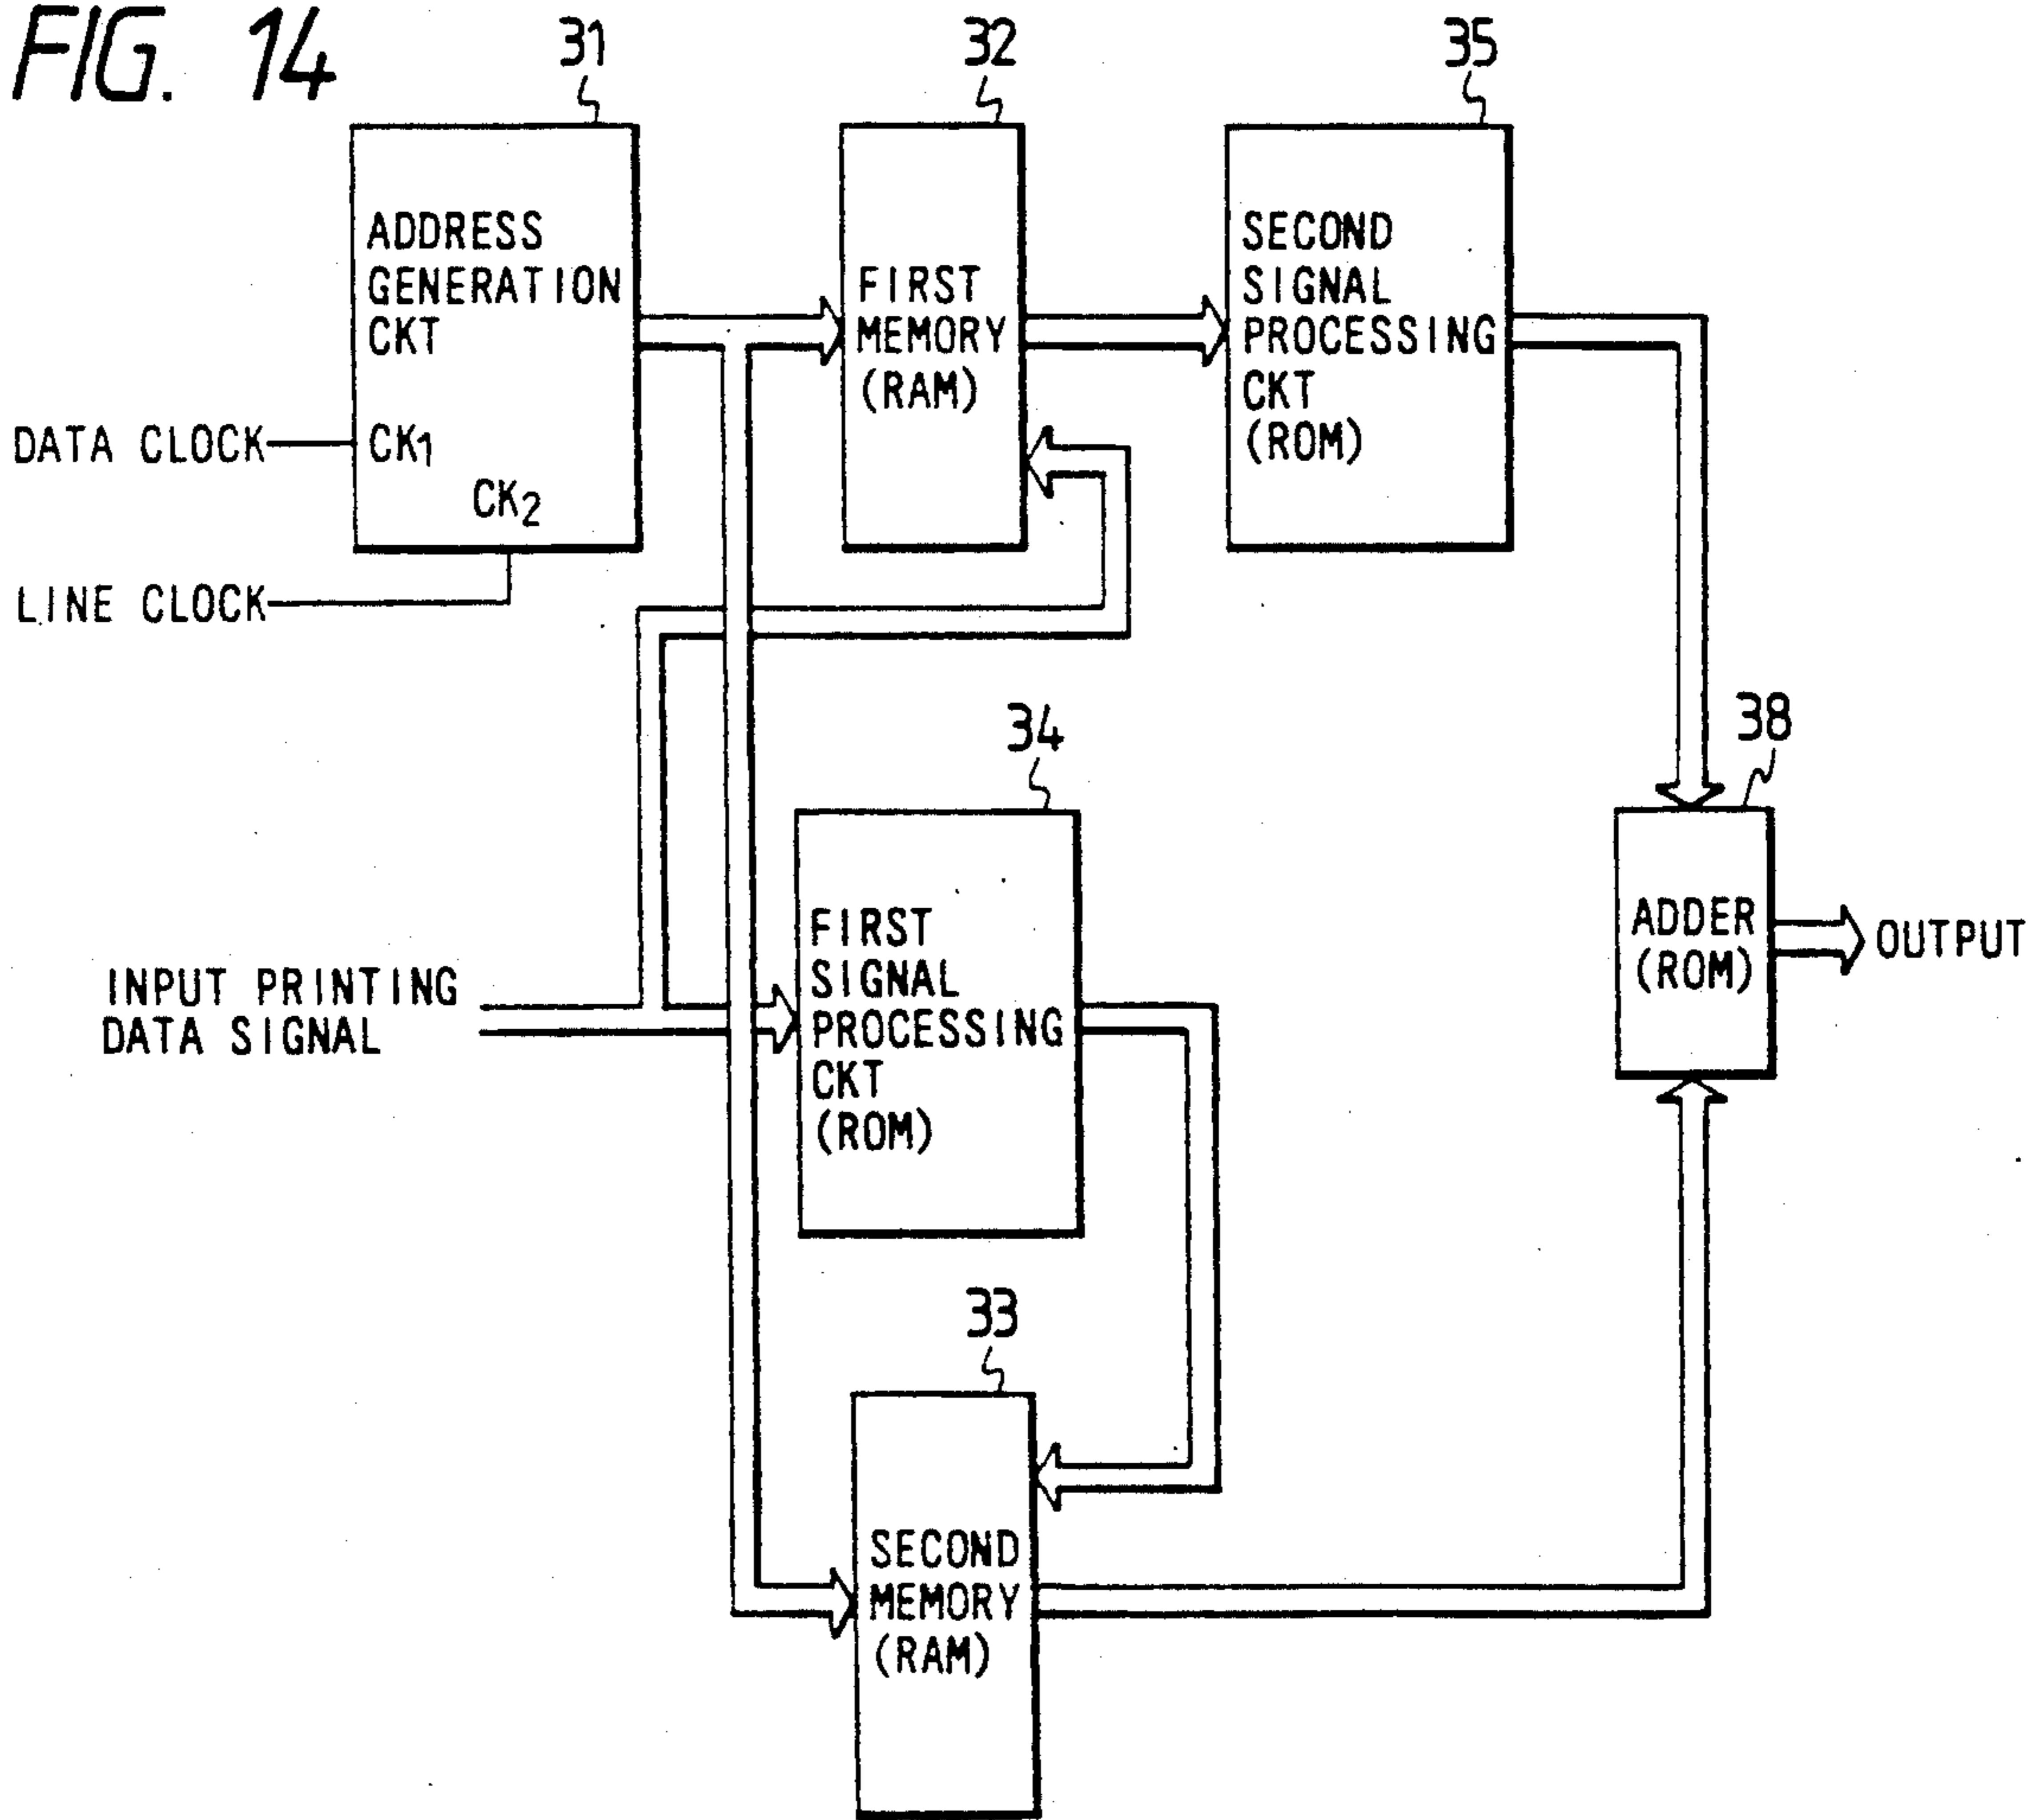 FIG. 14
31
32
35
ADDRESS
GENERATION
CKT
CK1
CK2
DATA CLOCK
LINE CLOCK
FIRST
MEMORY
(RAM)
SECOND
SIGNAL
PROCESSING
CKT
(ROM)
34
38
INPUT PRINTING
DATA SIGNAL
FIRST
SIGNAL
PROCESSING
CKT
(ROM)
ADDER
(ROM)
OUTPUT
33
SECOND
MEMORY
(RAM)